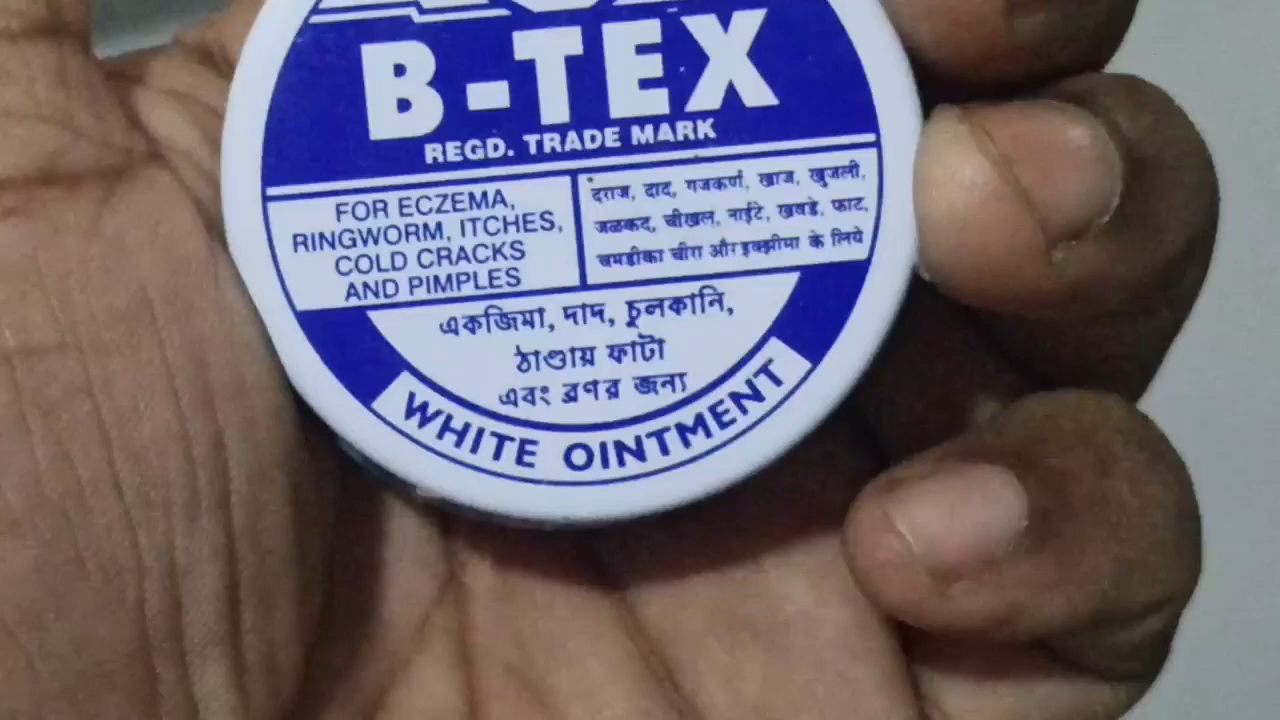 B-TEX
REGD. TRADE MARK
FOR ECZEMA,
RINGWORM, ITCHES,
COLD CRACKS
AND PIMPLES
दराज, दाद, गजकर्ण, खाज, खुजली,
जळकट, चीखल, नाईटे, खवडे, फाट,
चमडीका चीरा और इक्झीमा के लिये
একজিমা, দাদ, চুলকানি,
ঠাণ্ডায় ফাটা
এবং ব্রণর জন্য
WHITE OINTMENT